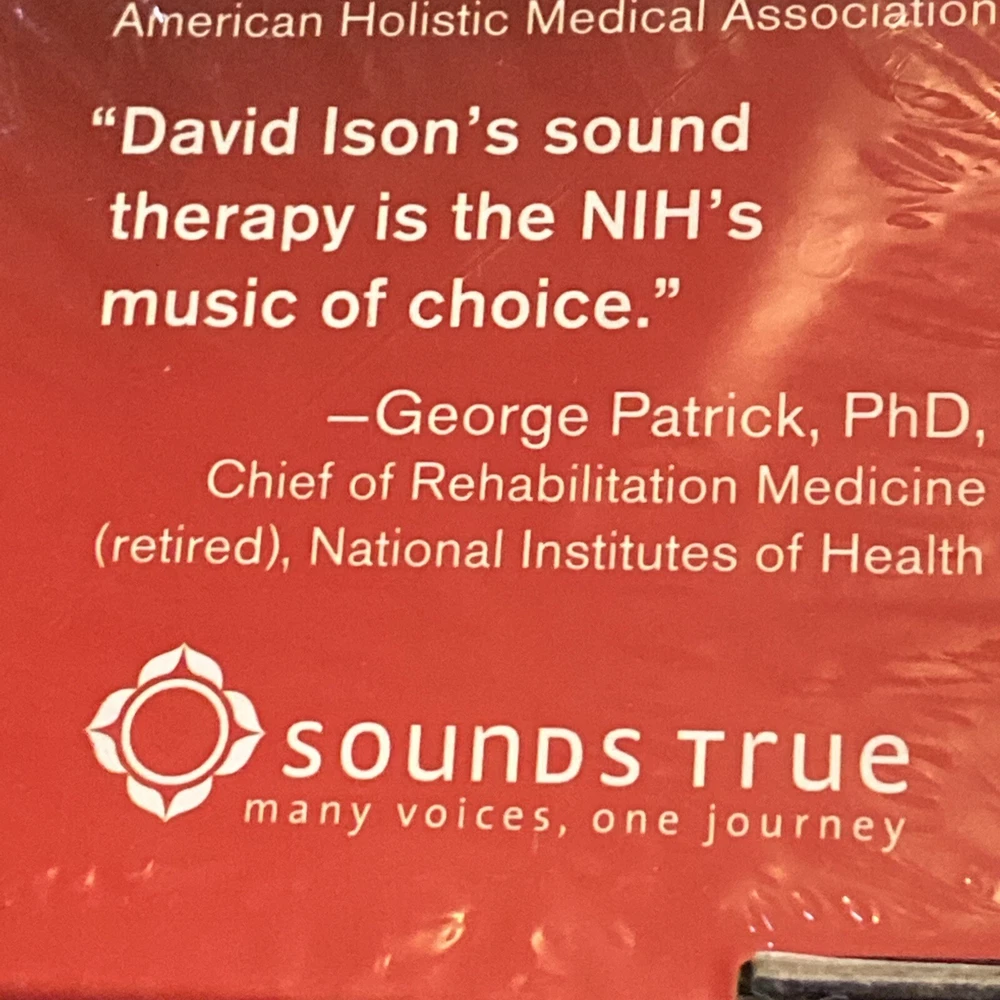 American Holistic Medical Association
“David Ison’s sound
therapy is the NIH’s
music of choice.”
—George Patrick, PhD,
Chief of Rehabilitation Medicine
(retired), National Institutes of Health
sounds True
many voices, one journey